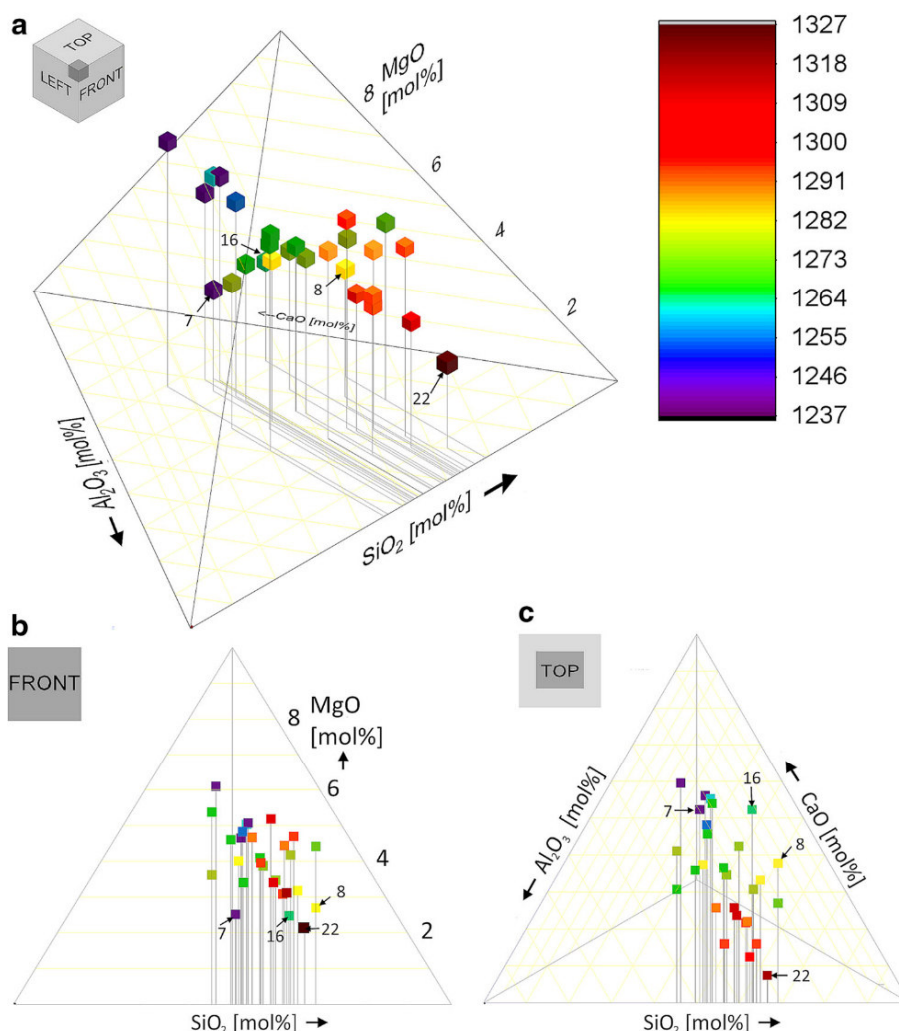 a
TOP
LEFT
FRONT
8 MgO
[mol%]
6
4
2
16
8
7
22
<--CaO [mol%]
Al₂O₃ [mol%]
SiO₂ [mol%]
1327
1318
1309
1300
1291
1282
1273
1264
1255
1246
1237
b
FRONT
8 MgO
[mol%]
6
4
2
8
7
16
22
SiO₂ [mol%]
c
TOP
Al₂O₃ [mol%]
CaO [mol%]
16
7
8
22
SiO₂ [mol%]